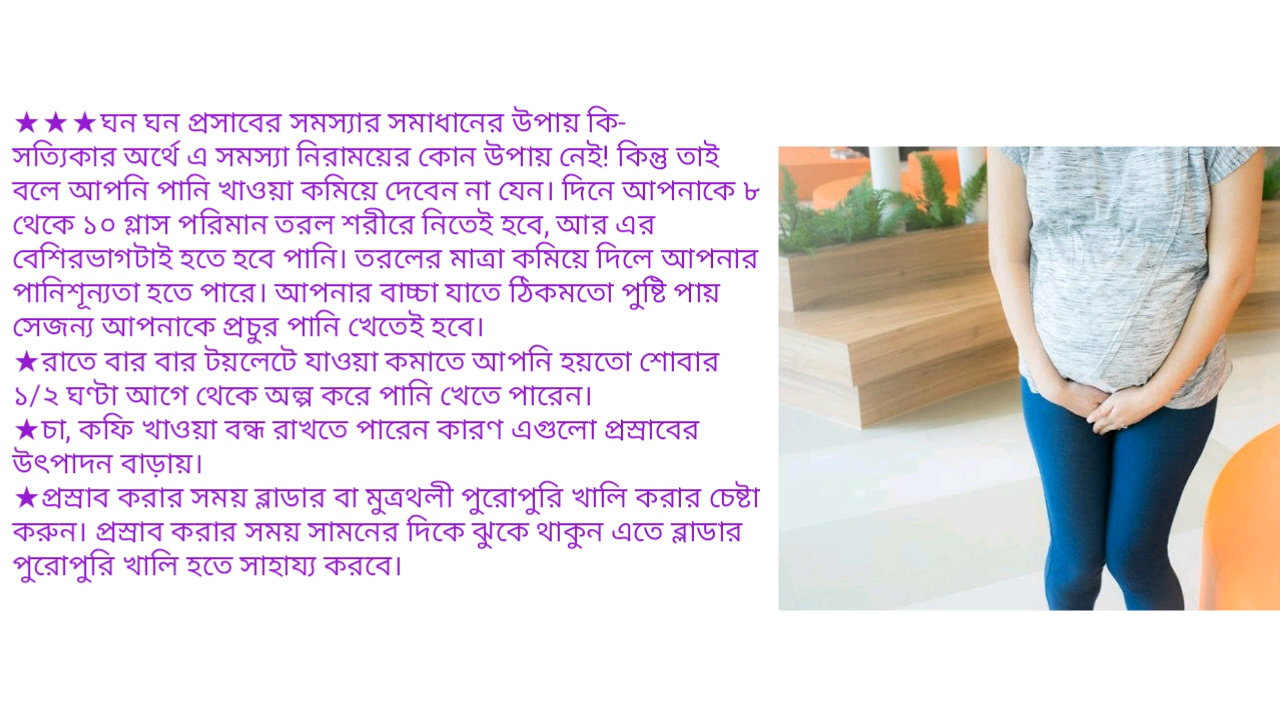 ★★★ঘন ঘন প্রসাবের সমস্যার সমাধানের উপায় কি-
সত্যিকার অর্থে এ সমস্যা নিরাময়ের কোন উপায় নেই! কিন্তু তাই
বলে আপনি পানি খাওয়া কমিয়ে দেবেন না যেন। দিনে আপনাকে ৮
থেকে ১০ গ্লাস পরিমান তরল শরীরে নিতেই হবে, আর এর
বেশিরভাগটাই হতে হবে পানি। তরলের মাত্রা কমিয়ে দিলে আপনার
পানিশূন্যতা হতে পারে। আপনার বাচ্চা যাতে ঠিকমতো পুষ্টি পায়
সেজন্য আপনাকে প্রচুর পানি খেতেই হবে।
★রাতে বার বার টয়লেটে যাওয়া কমাতে আপনি হয়তো শোবার
১/২ ঘণ্টা আগে থেকে অল্প করে পানি খেতে পারেন।
★চা, কফি খাওয়া বন্ধ রাখতে পারেন কারণ এগুলো প্রস্রাবের
উৎপাদন বাড়ায়।
★প্রস্রাব করার সময় ব্লাডার বা মুত্রথলী পুরোপুরি খালি করার চেষ্টা
করুন। প্রস্রাব করার সময় সামনের দিকে ঝুকে থাকুন এতে ব্লাডার
পুরোপুরি খালি হতে সাহায্য করবে।